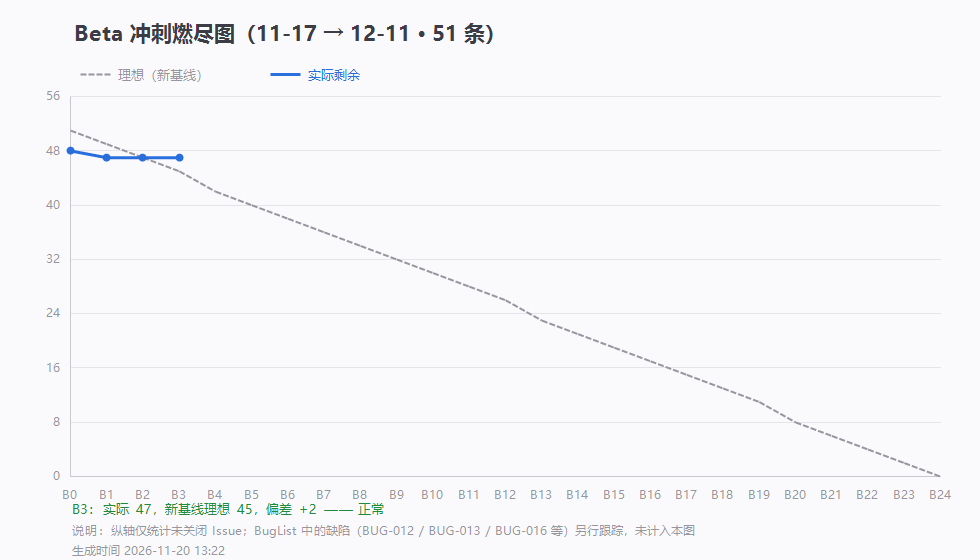 Beta 冲刺燃尽图（11-17 → 12-11 • 51 条）
理想（新基线） 实际剩余
56
48
40
32
24
16
8
0
B0 B1 B2 B3 B4 B5 B6 B7 B8 B9 B10 B11 B12 B13 B14 B15 B16 B17 B18 B19 B20 B21 B22 B23 B24
B3：实际 47，新基线理想 45，偏差 +2 —— 正常
说明：纵轴仅统计未关闭 Issue；BugList 中的缺陷（BUG-012 / BUG-013 / BUG-016 等）另行跟踪，未计入本图
生成时间 2026-11-20 13:22